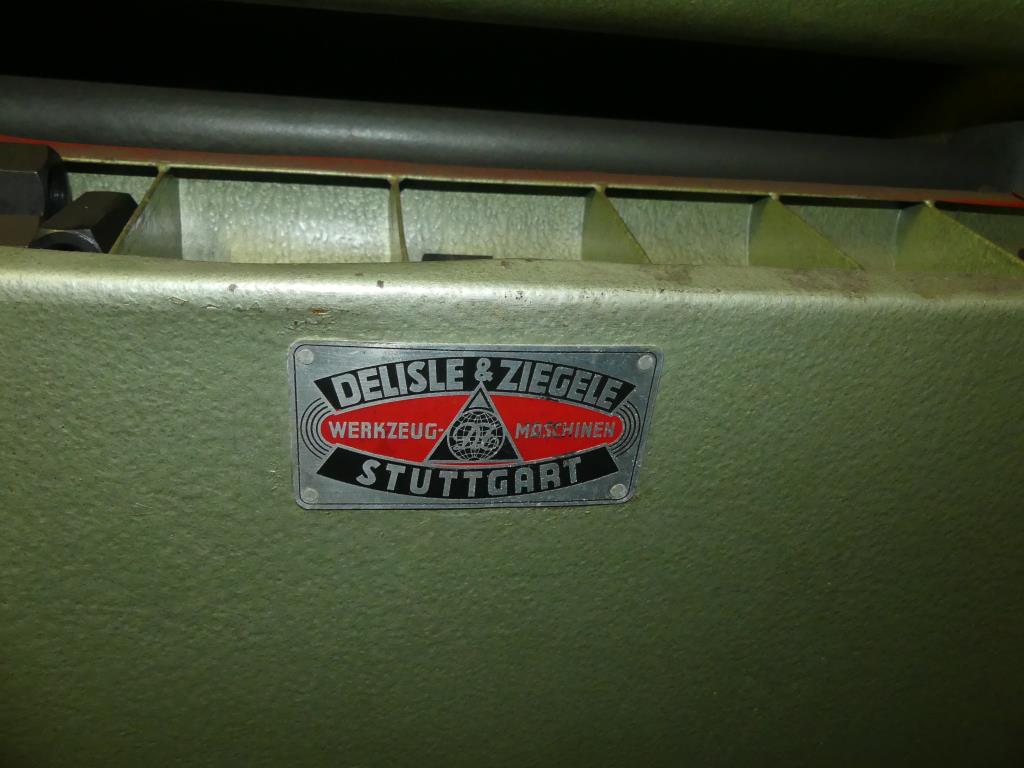 DELISLE & ZIEGELE
WERKZEUG- MASCHINEN
STUTTGART